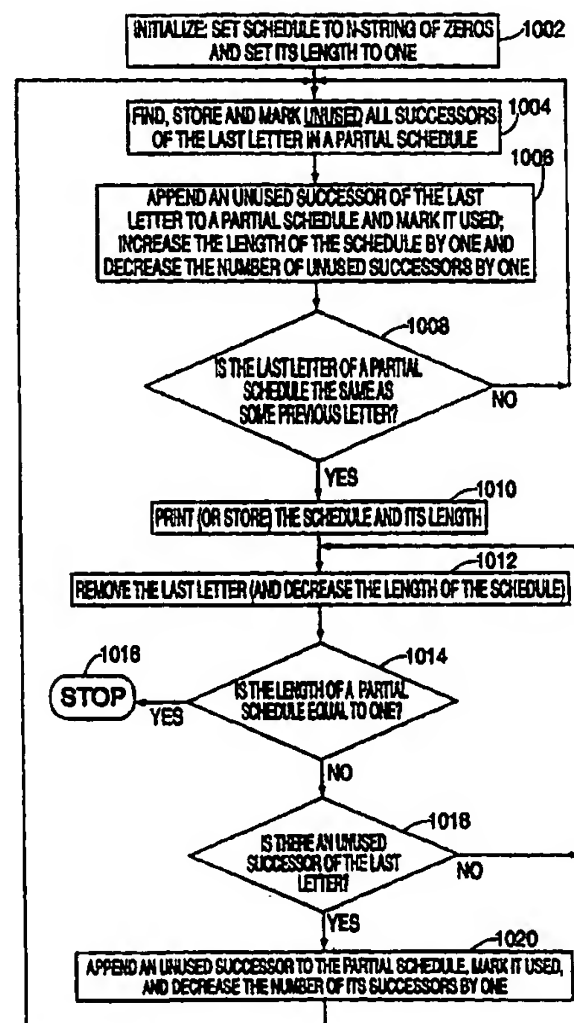 INITIALIZE: SET SCHEDULE TO N-STRING OF ZEROS
AND SET ITS LENGTH TO ONE
1002
FIND, STORE AND MARK UNUSED ALL SUCCESSORS
OF THE LAST LETTER IN A PARTIAL SCHEDULE
1004
1006
APPEND AN UNUSED SUCCESSOR OF THE LAST
LETTER TO A PARTIAL SCHEDULE AND MARK IT USED;
INCREASE THE LENGTH OF THE SCHEDULE BY ONE AND
DECREASE THE NUMBER OF UNUSED SUCCESSORS BY ONE
1008
IS THE LAST LETTER OF A PARTIAL
SCHEDULE THE SAME AS
SOME PREVIOUS LETTER?
NO
YES
1010
PRINT (OR STORE) THE SCHEDULE AND ITS LENGTH
1012
REMOVE THE LAST LETTER (AND DECREASE THE LENGTH OF THE SCHEDULE)
1016
1014
STOP
IS THE LENGTH OF A PARTIAL
SCHEDULE EQUAL TO ONE?
YES
NO
1018
IS THERE AN UNUSED
SUCCESSOR OF THE LAST
LETTER?
NO
YES
1020
APPEND AN UNUSED SUCCESSOR TO THE PARTIAL SCHEDULE, MARK IT USED,
AND DECREASE THE NUMBER OF ITS SUCCESSORS BY ONE